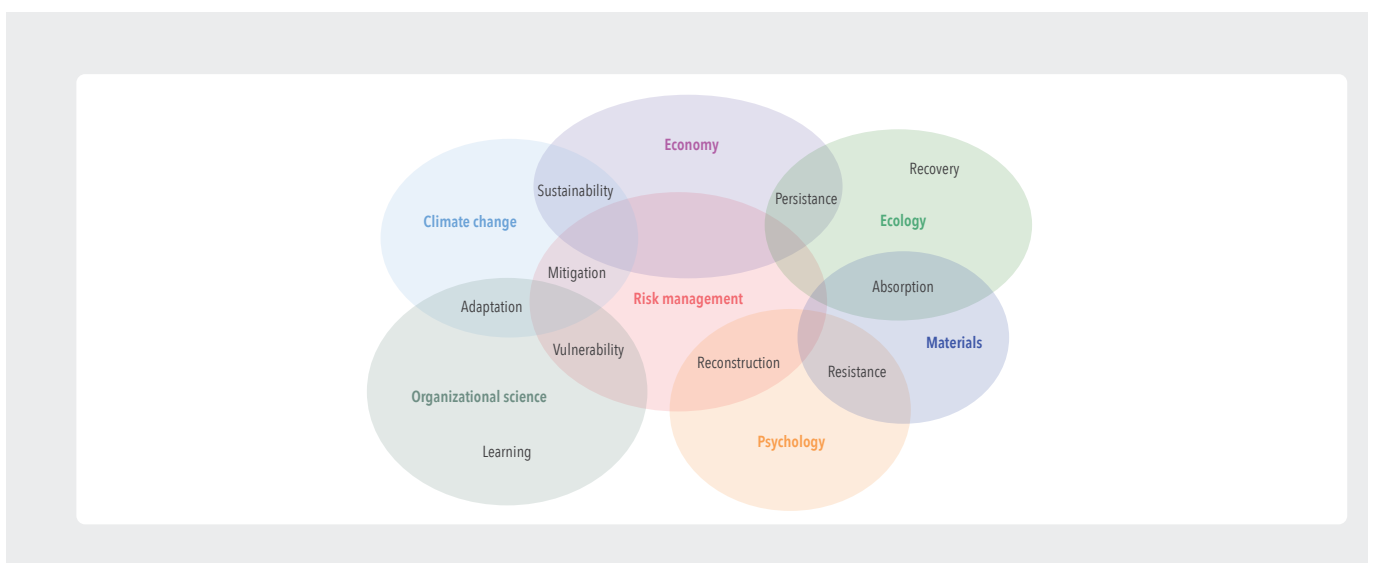 Economy
Recovery
Sustainability
Persistance
Climate change
Ecology
Mitigation
Absorption
Risk management
Adaptation
Materials
Vulnerability
Reconstruction
Resistance
Organizational science
Psychology
Learning